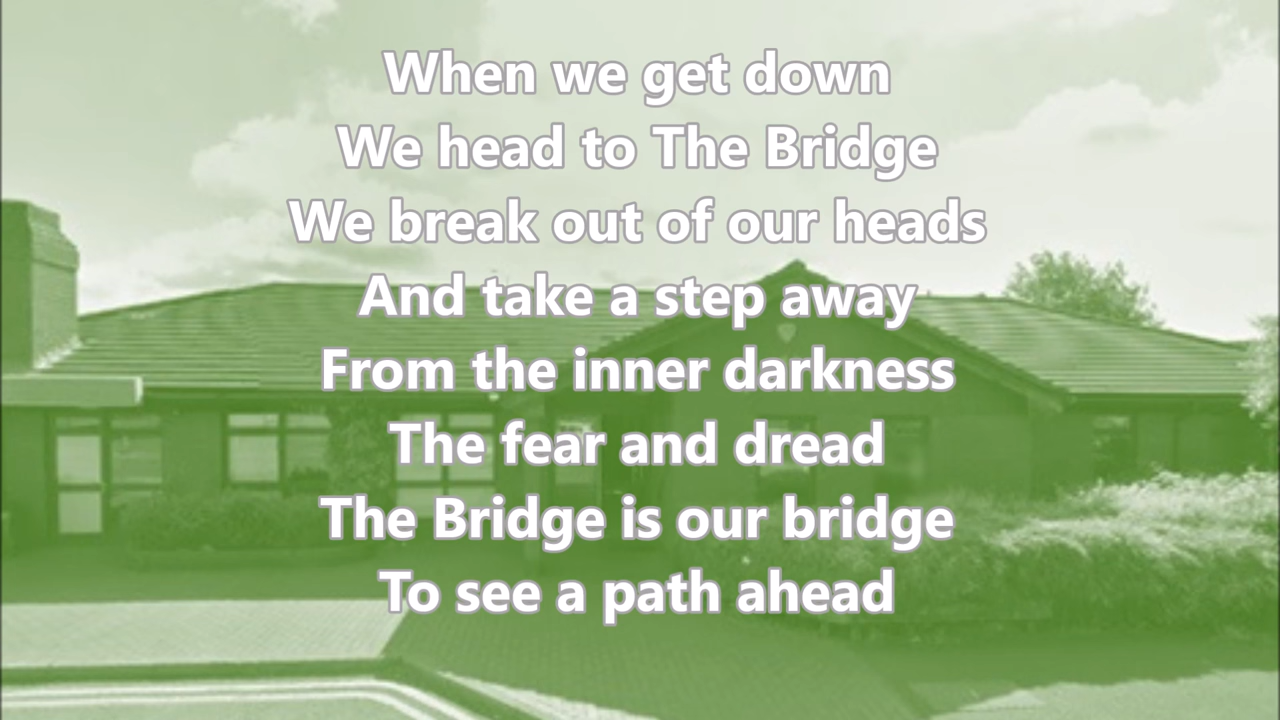 When we get down
We head to The Bridge
We break out of our heads
And take a step away
From the inner darkness
The fear and dread
The Bridge is our bridge
To see a path ahead